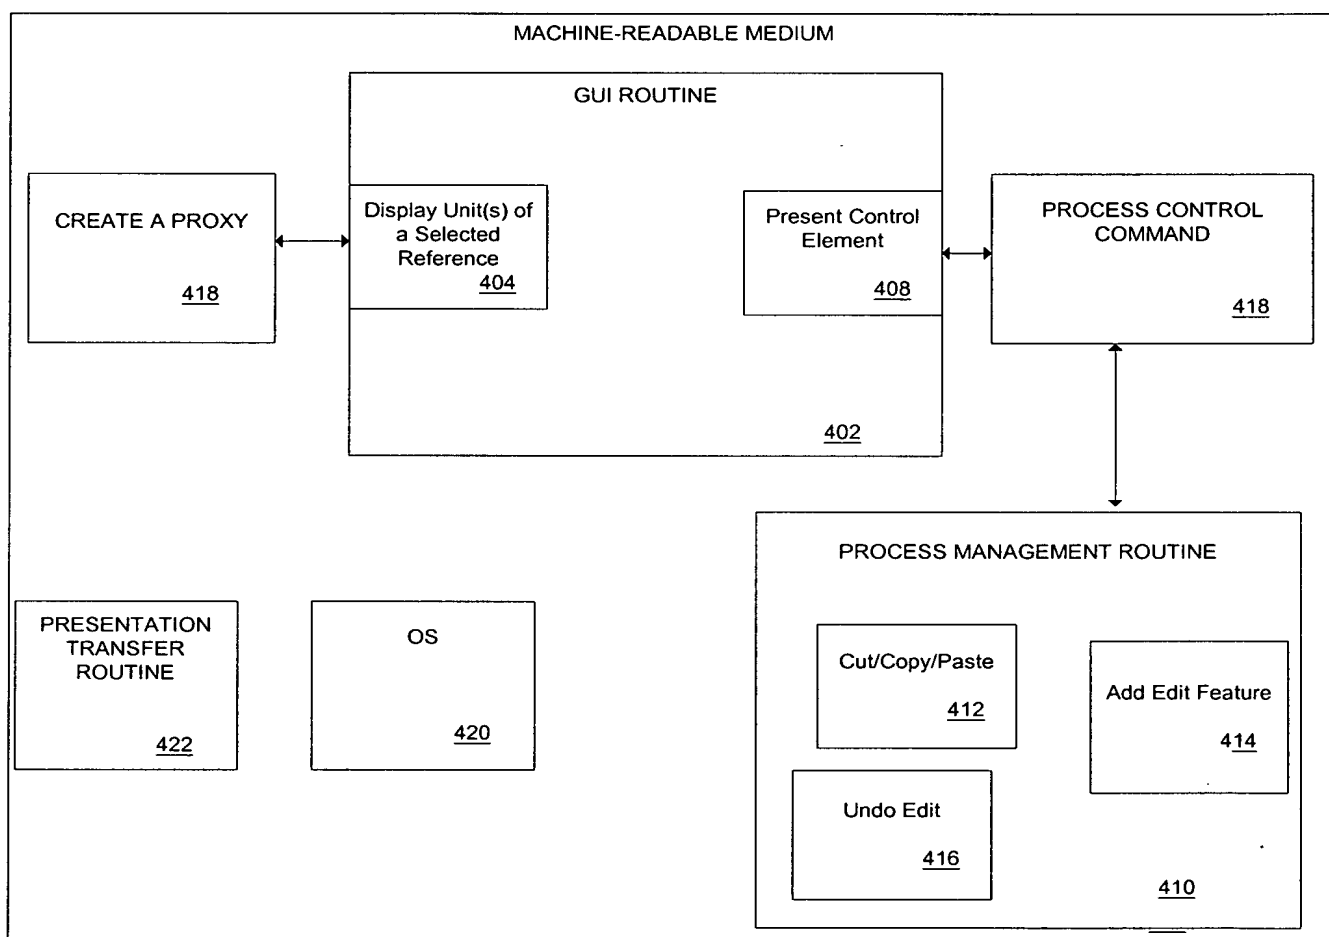 MACHINE-READABLE MEDIUM
GUI ROUTINE
CREATE A PROXY
418
Display Unit(s) of
a Selected
Reference
404
Present Control
Element
408
PROCESS CONTROL
COMMAND
418
402
PROCESS MANAGEMENT ROUTINE
PRESENTATION
TRANSFER
ROUTINE
422
OS
420
Cut/Copy/Paste
412
Add Edit Feature
414
Undo Edit
416
410